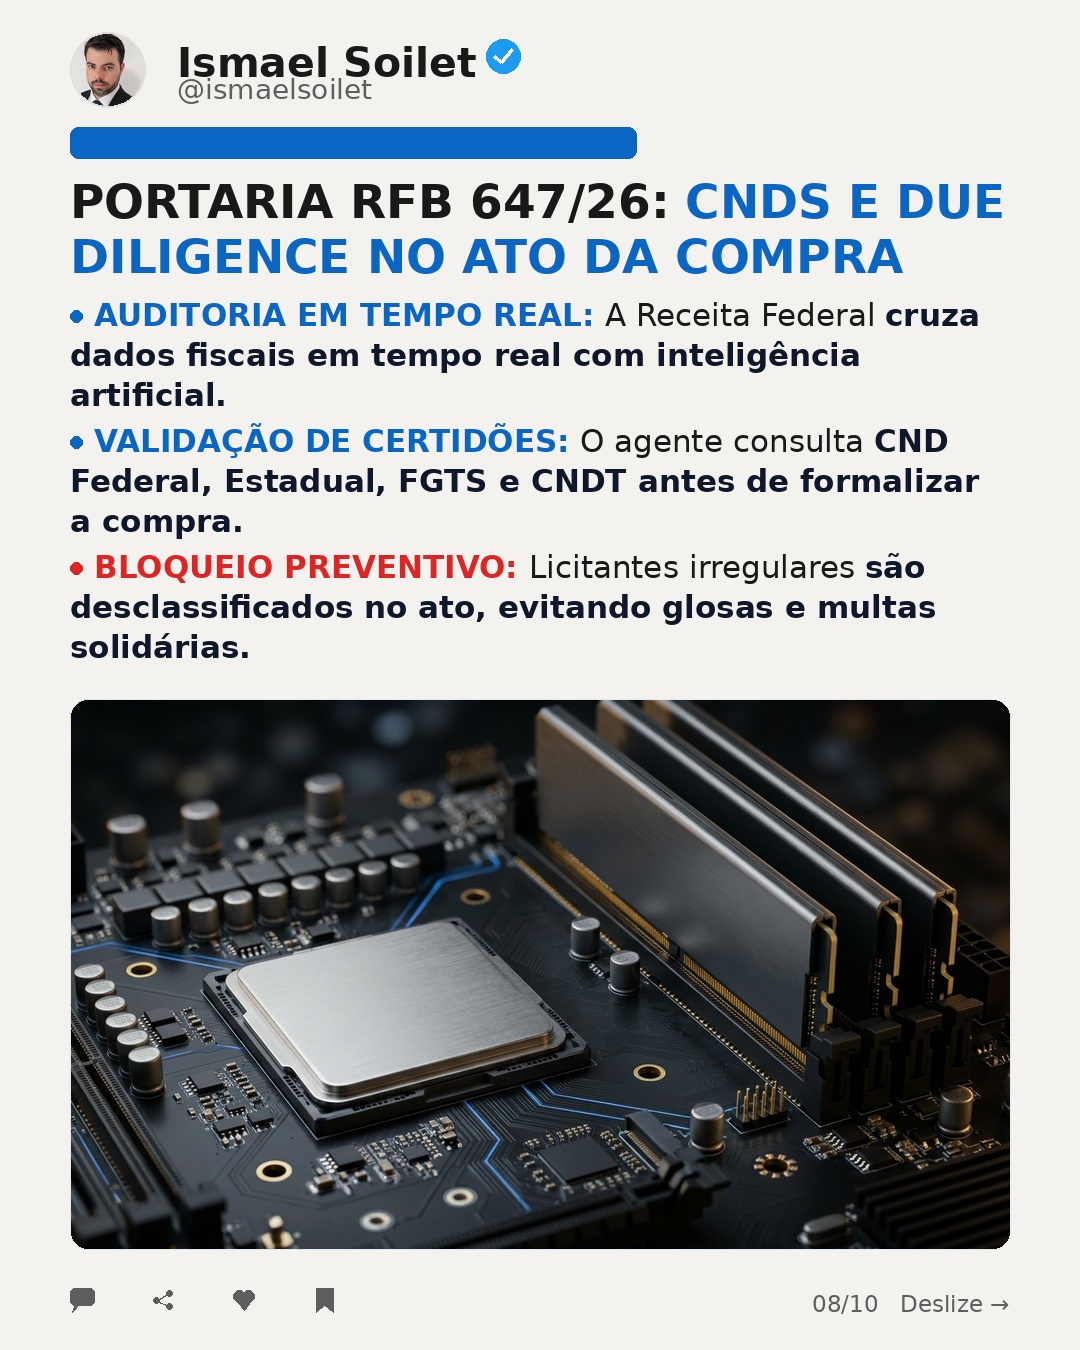 Ismael Soilet
@ismaelsoilet
PORTARIA RFB 647/26: CNDS E DUE
DILIGENCE NO ATO DA COMPRA
• AUDITORIA EM TEMPO REAL: A Receita Federal cruza
dados fiscais em tempo real com inteligência
artificial.
• VALIDAÇÃO DE CERTIDÕES: O agente consulta CND
Federal, Estadual, FGTS e CNDT antes de formalizar
a compra.
• BLOQUEIO PREVENTIVO: Licitantes irregulares são
desclassificados no ato, evitando glosas e multas
solidárias.
08/10 Deslize →